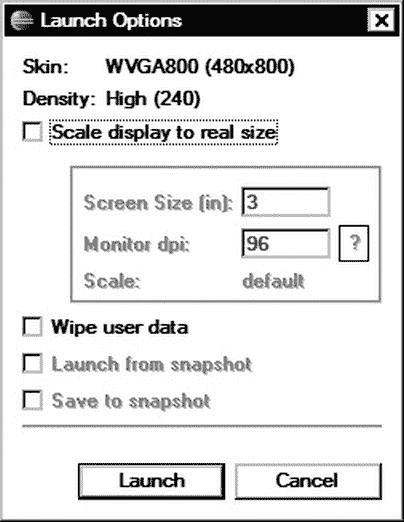 Launch Options
Skin: WVGA800 (480x800)
Density: High (240)
Scale display to real size
Screen Size (in): 3
Monitor dpi: 96 ?
Scale: default
Wipe user data
Launch from snapshot
Save to snapshot
Launch Cancel